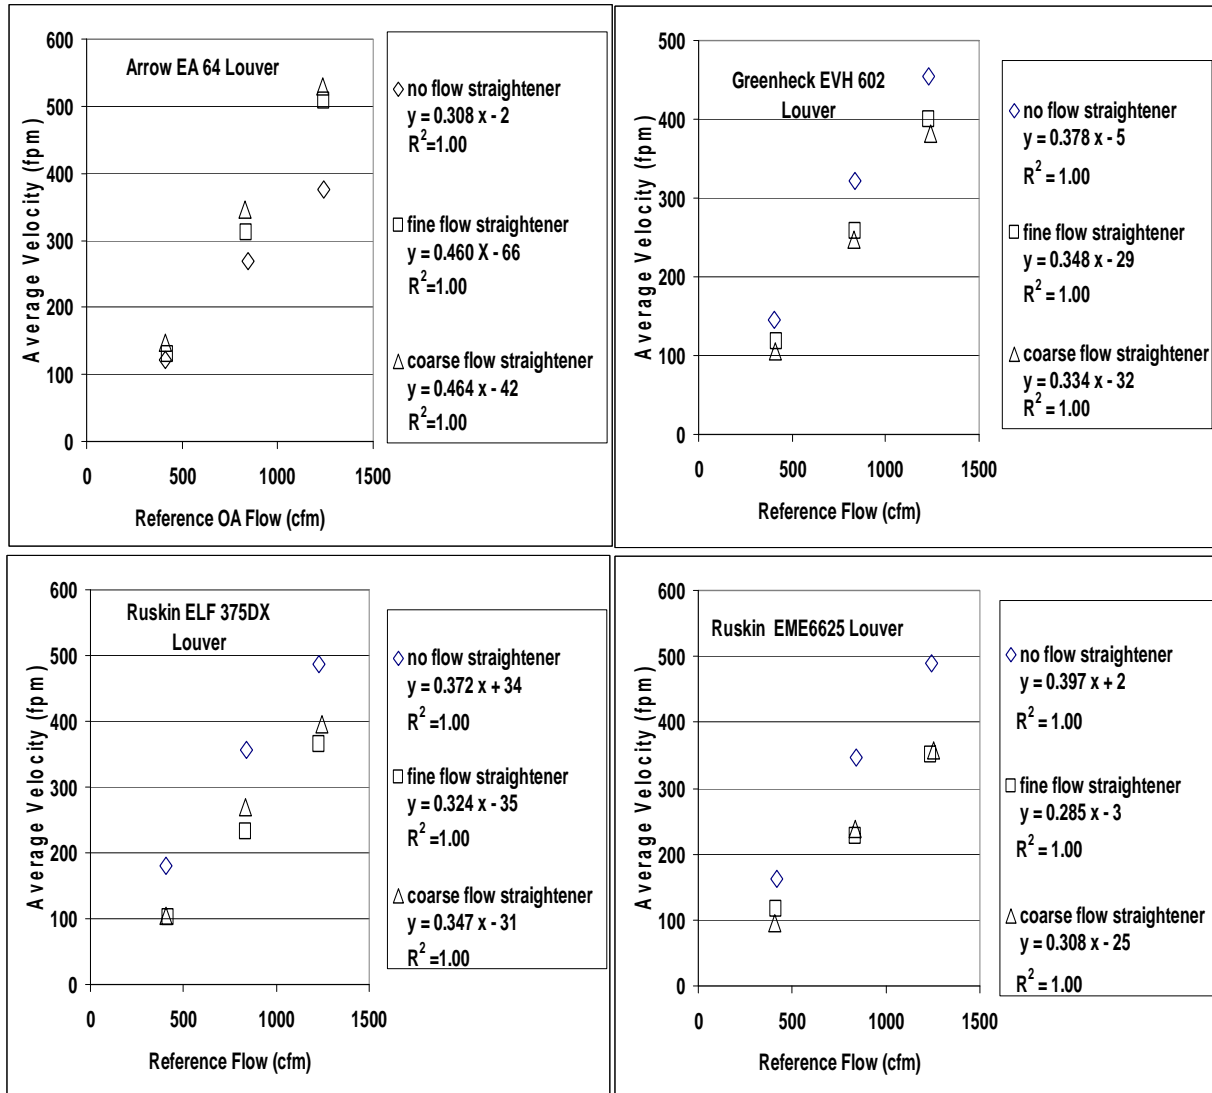 Arrow EA 64 Louver
600
500
400
300
200
100
0
0 500 1000 1500
Average Velocity (fpm)
Reference OA Flow (cfm)
no flow straightener
y = 0.308 x - 2
R²=1.00
fine flow straightener
y = 0.460 X - 66
R²=1.00
coarse flow straightener
y = 0.464 x - 42
R²=1.00
Greenheck EVH 602
Louver
500
400
300
200
100
0
0 500 1000 1500
Average Velocity (fpm)
Reference Flow (cfm)
no flow straightener
y = 0.378 x - 5
R² = 1.00
fine flow straightener
y = 0.348 x - 29
R² = 1.00
coarse flow straightener
y = 0.334 x - 32
R² = 1.00
Ruskin ELF 375DX
Louver
600
500
400
300
200
100
0
0 500 1000 1500
Average Velocity (fpm)
Reference Flow (cfm)
no flow straightener
y = 0.372 x + 34
R² =1.00
fine flow straightener
y = 0.324 x - 35
R² =1.00
coarse flow straightener
y = 0.347 x - 31
R² =1.00
Ruskin EME6625 Louver
600
500
400
300
200
100
0
0 500 1000 1500
Average Velocity (fpm)
Reference Flow (cfm)
no flow straightener
y = 0.397 x + 2
R² = 1.00
fine flow straightener
y = 0.285 x - 3
R² = 1.00
coarse flow straightener
y = 0.308 x - 25
R² = 1.00